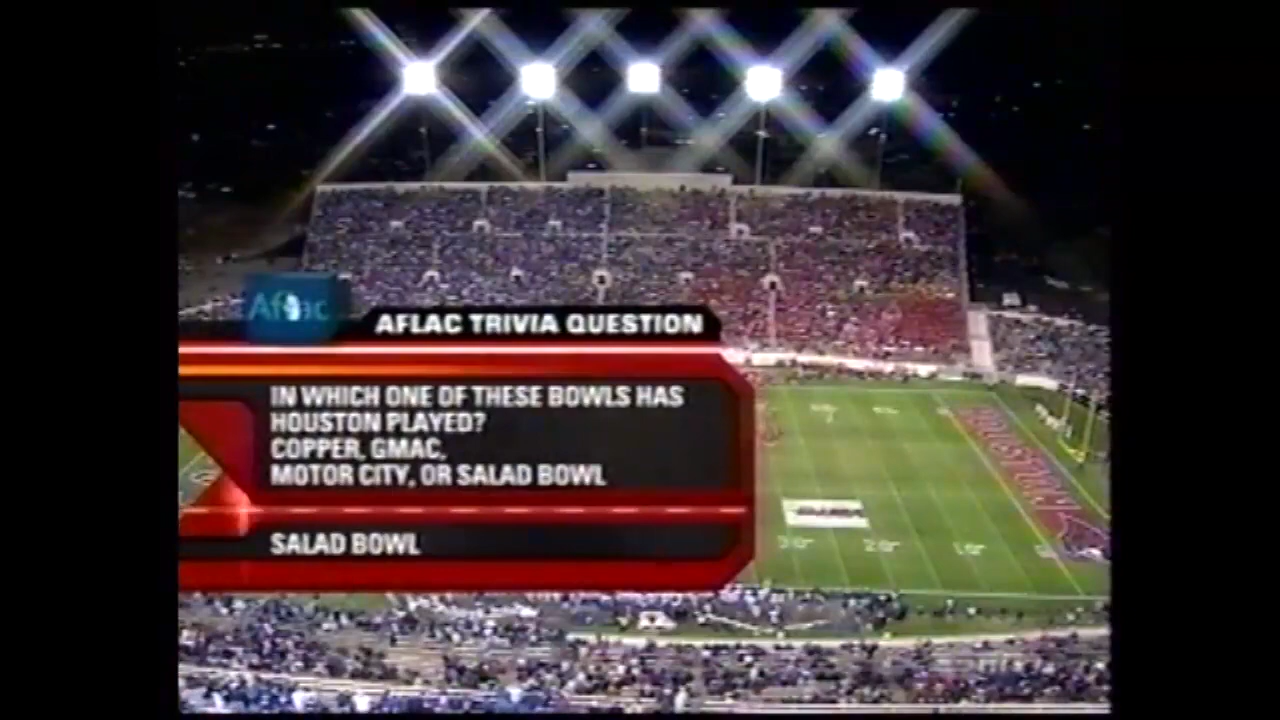 Aflac
AFLAC TRIVIA QUESTION
IN WHICH ONE OF THESE BOWLS HAS
HOUSTON PLAYED?
COPPER, GMAC,
MOTOR CITY, OR SALAD BOWL
SALAD BOWL
HOUSTON